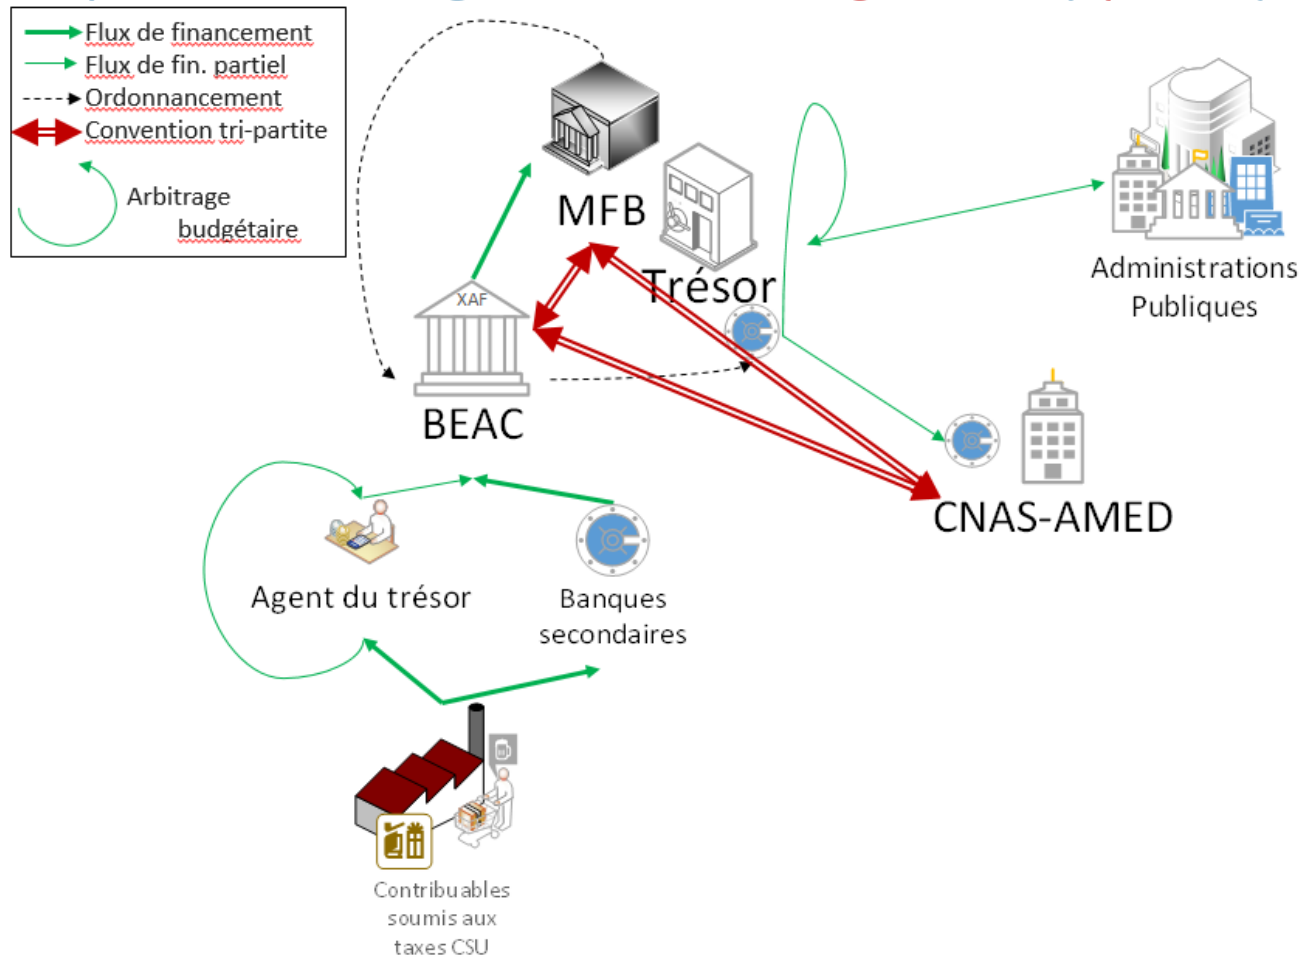 Flux de financement
Flux de fin. partiel
Ordonnancement
Convention tri-partite
Arbitrage
budgétaire
MFB
Trésor
XAF
BEAC
Administrations
Publiques
CNAS-AMED
Agent du trésor
Banques
secondaires
Contribuables
soumis aux
taxes CSU